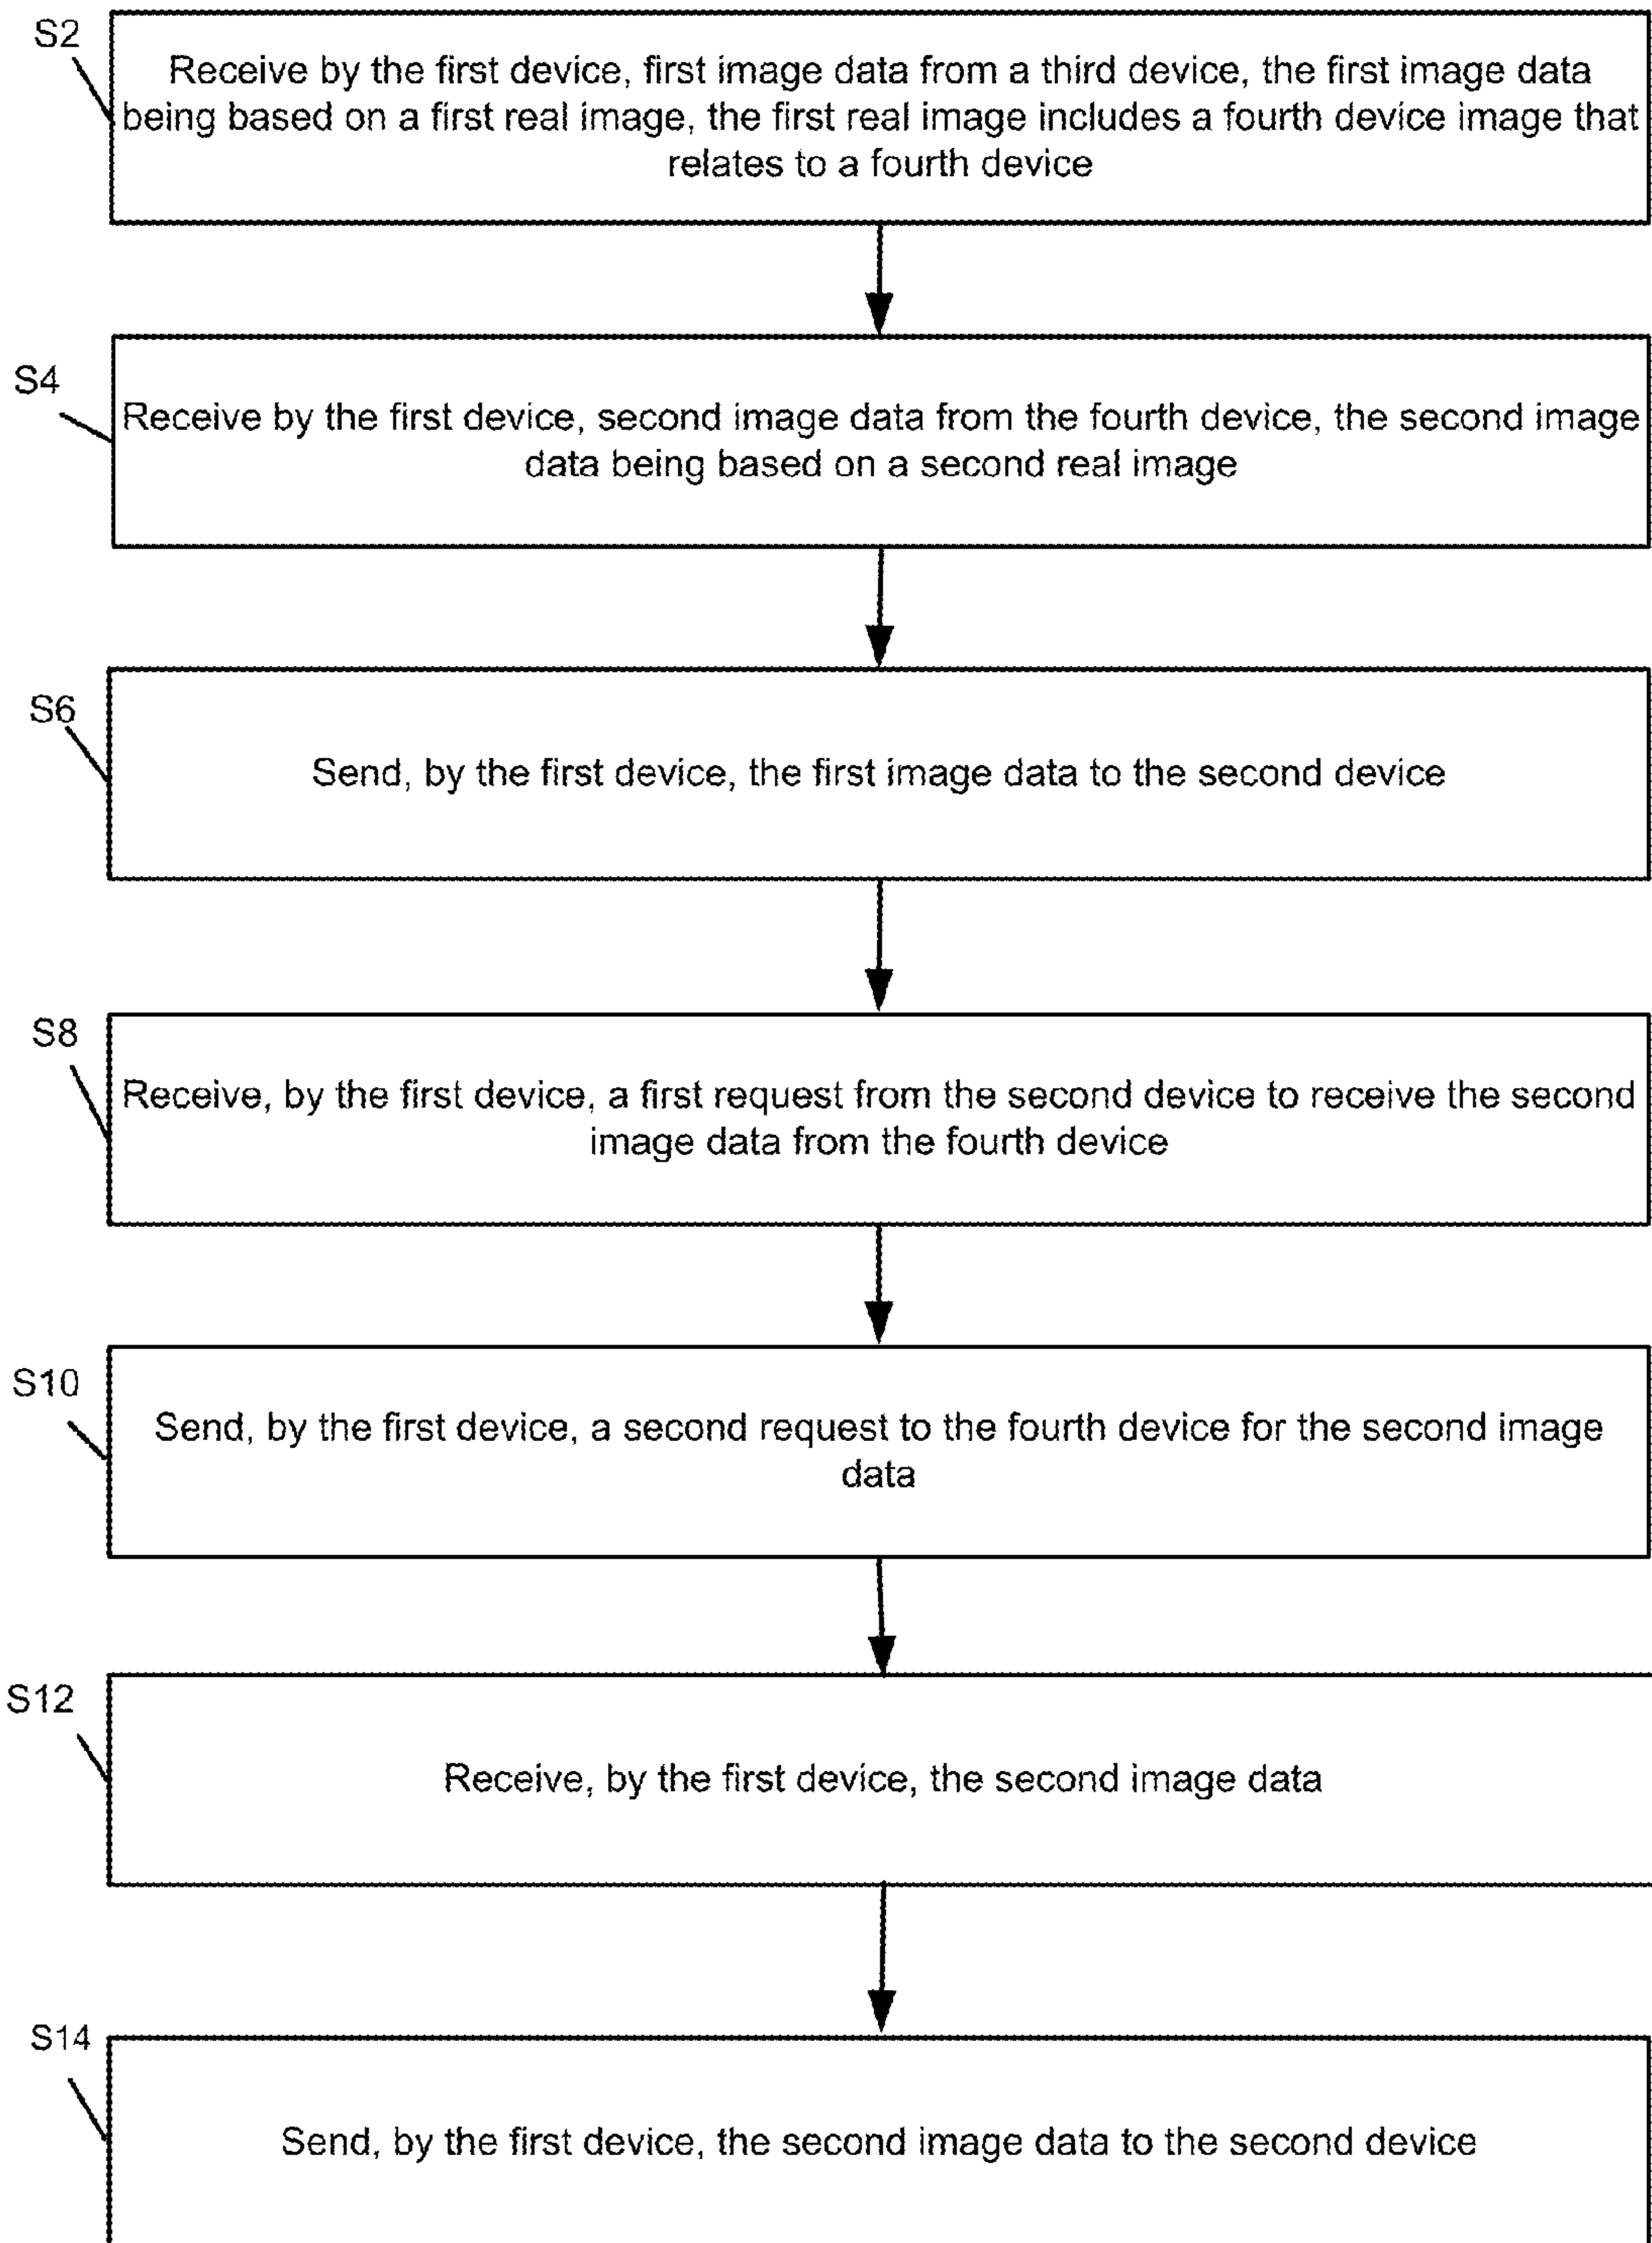 S2
Receive by the first device, first image data from a third device, the first image data
being based on a first real image, the first real image includes a fourth device image that
relates to a fourth device
S4
Receive by the first device, second image data from the fourth device, the second image
data being based on a second real image
S6
Send, by the first device, the first image data to the second device
S8
Receive, by the first device, a first request from the second device to receive the second
image data from the fourth device
S10
Send, by the first device, a second request to the fourth device for the second image
data
S12
Receive, by the first device, the second image data
S14
Send, by the first device, the second image data to the second device